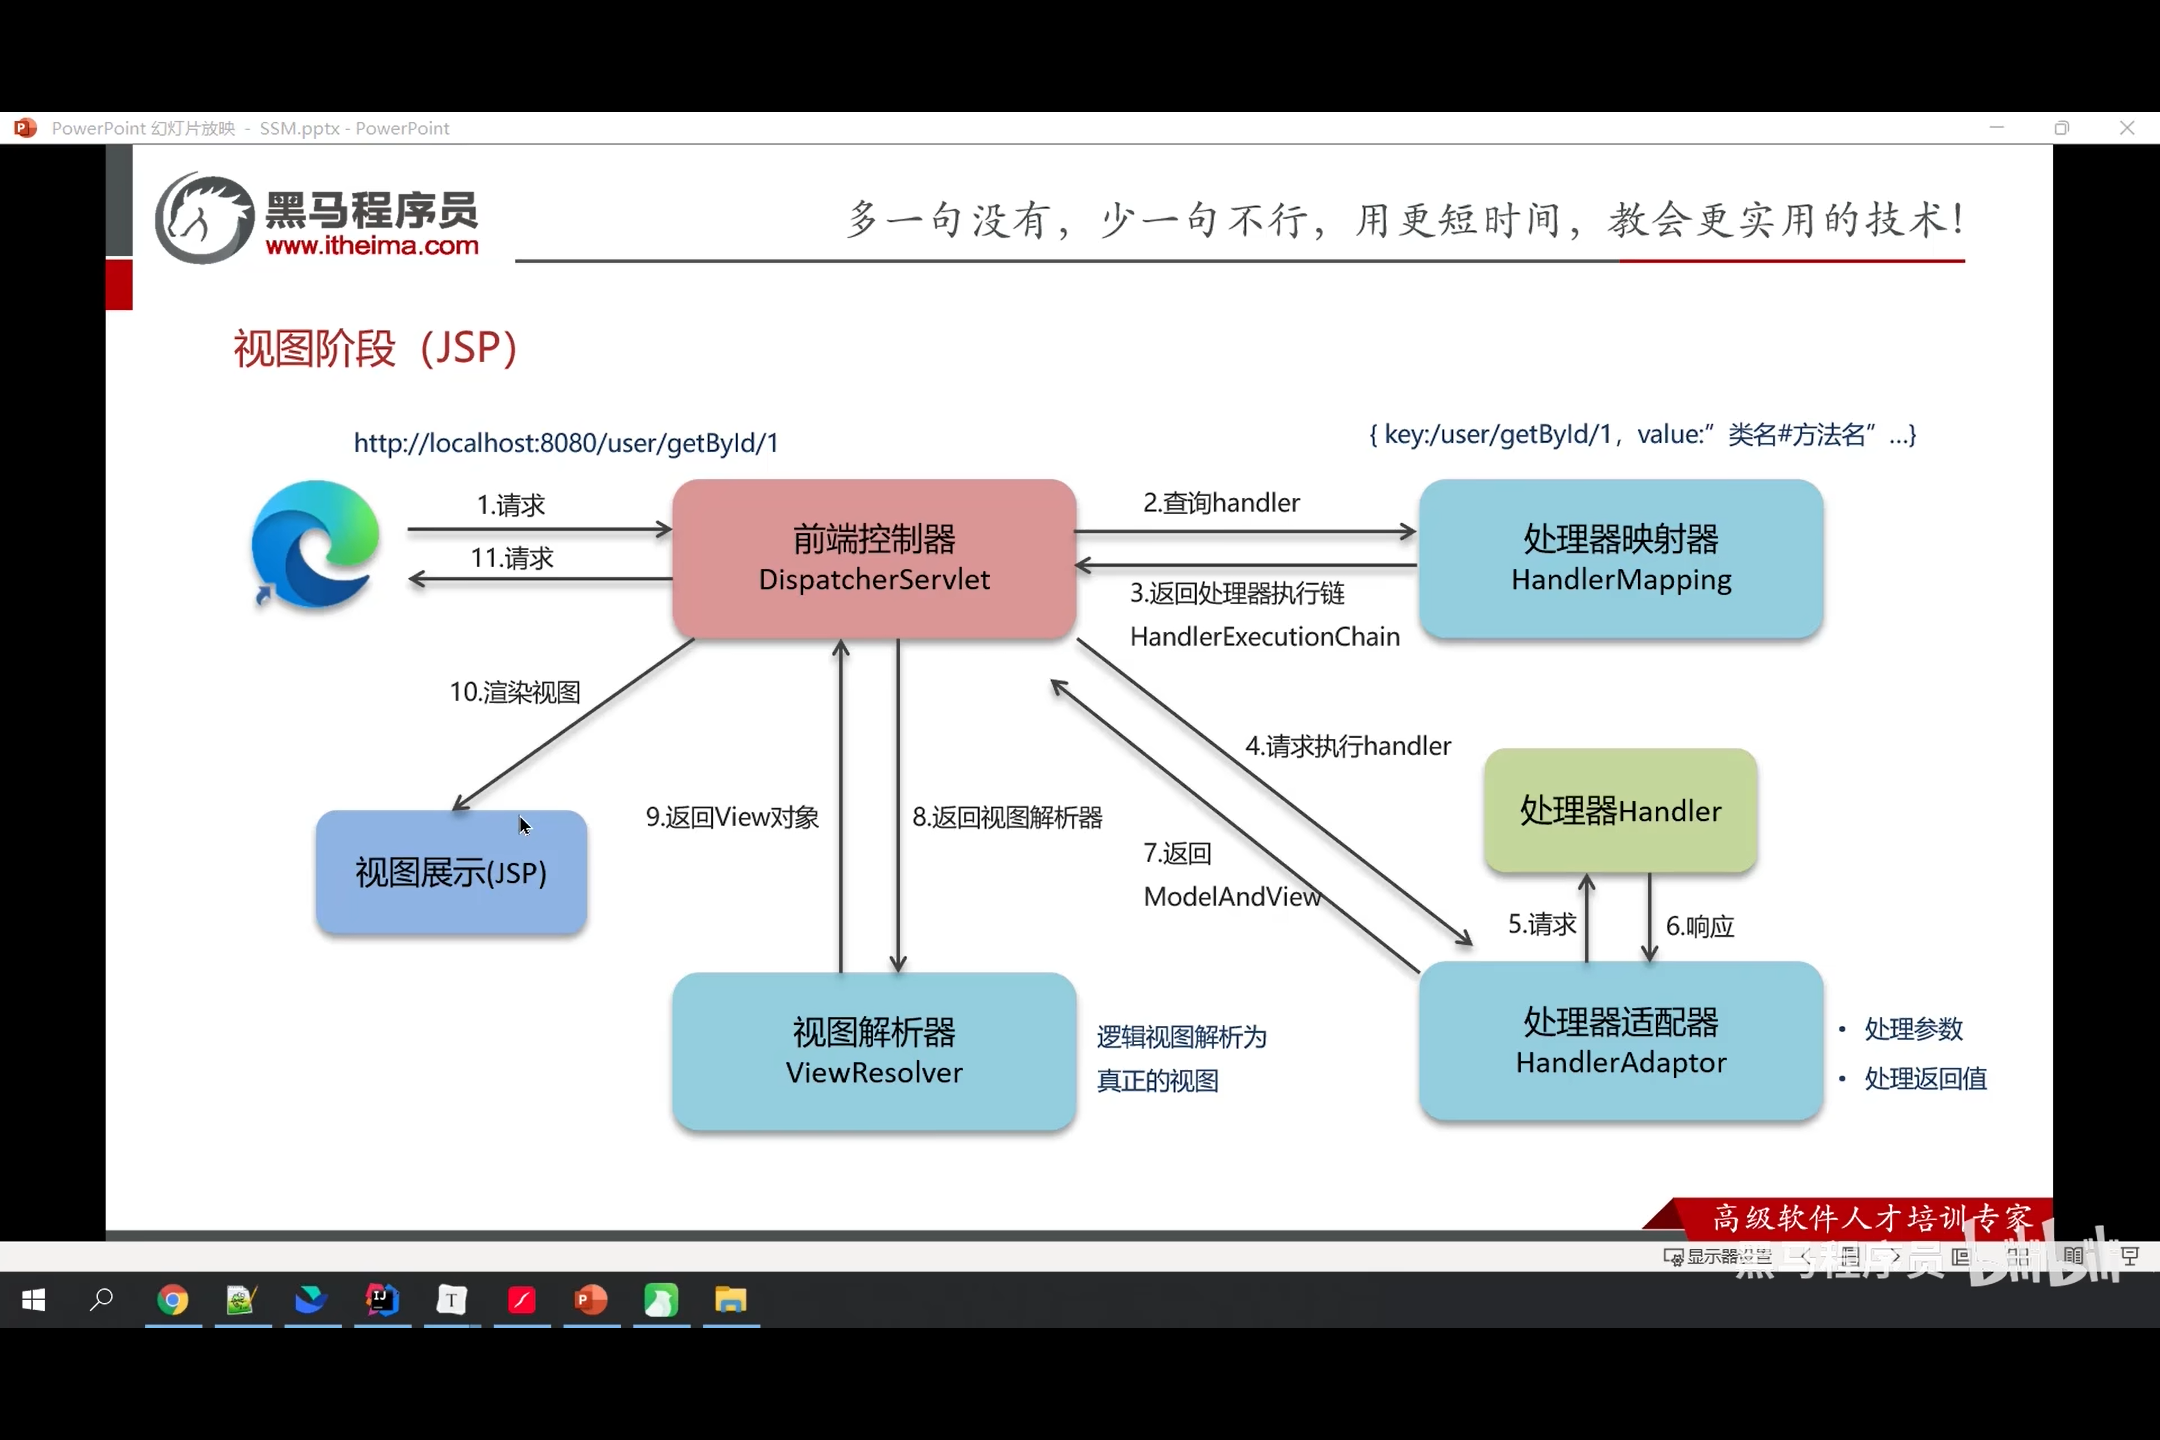 PowerPoint 幻灯片放映 - SSM.pptx - PowerPoint
黑马程序员
www.itheima.com
多一句没有，少一句不行，用更短时间，教会更实用的技术！
视图阶段（JSP）
http://localhost:8080/user/getById/1
{ key:/user/getById/1，value:”类名#方法名”...}
1.请求
11.请求
前端控制器
DispatcherServlet
2.查询handler
3.返回处理器执行链
HandlerExecutionChain
处理器映射器
HandlerMapping
10.渲染视图
4.请求执行handler
9.返回View对象
8.返回视图解析器
7.返回
ModelAndView
处理器Handler
视图展示(JSP)
5.请求
6.响应
视图解析器
ViewResolver
逻辑视图解析为
真正的视图
处理器适配器
HandlerAdaptor
• 处理参数
• 处理返回值
高级软件人才培训专家
显示器设置
黑马程序员 bilibili